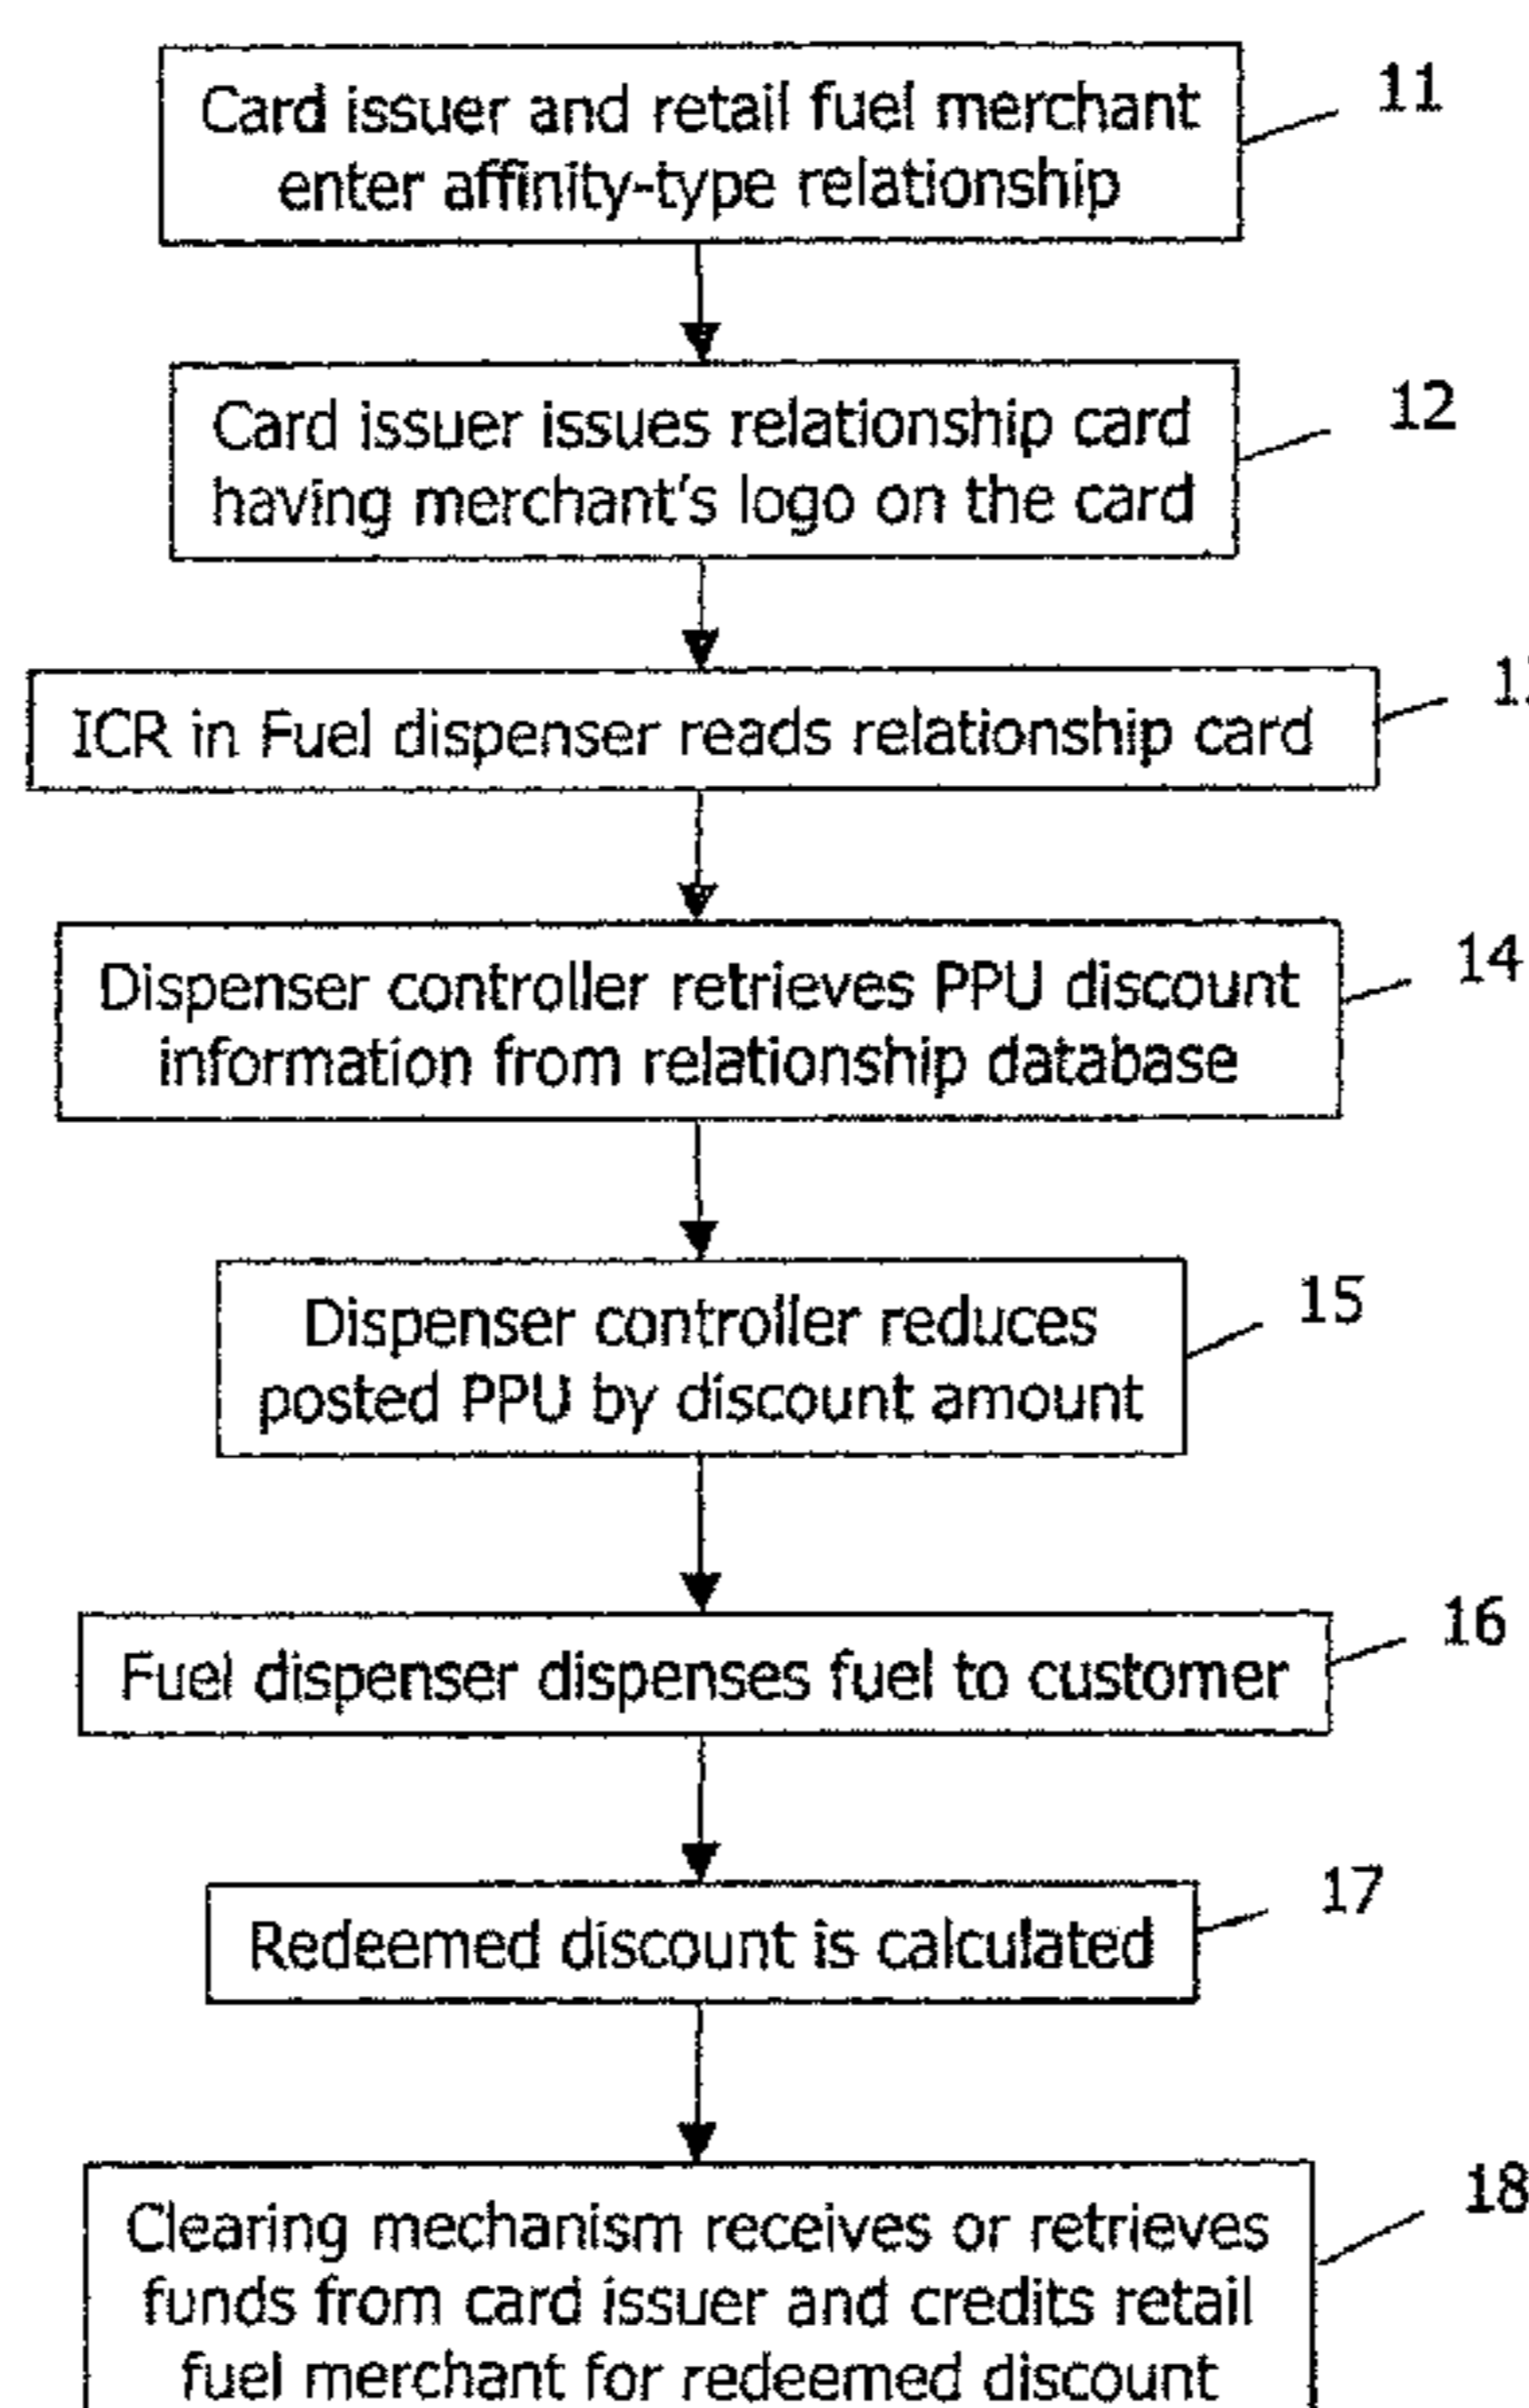 Card issuer and retail fuel merchant
enter affinity-type relationship
11
Card issuer issues relationship card
having merchant's logo on the card
12
ICR in Fuel dispenser reads relationship card
Dispenser controller retrieves PPU discount
information from relationship database
14
Dispenser controller reduces
posted PPU by discount amount
15
Fuel dispenser dispenses fuel to customer
16
Redeemed discount is calculated
17
Clearing mechanism receives or retrieves
funds from card issuer and credits retail
fuel merchant for redeemed discount
18